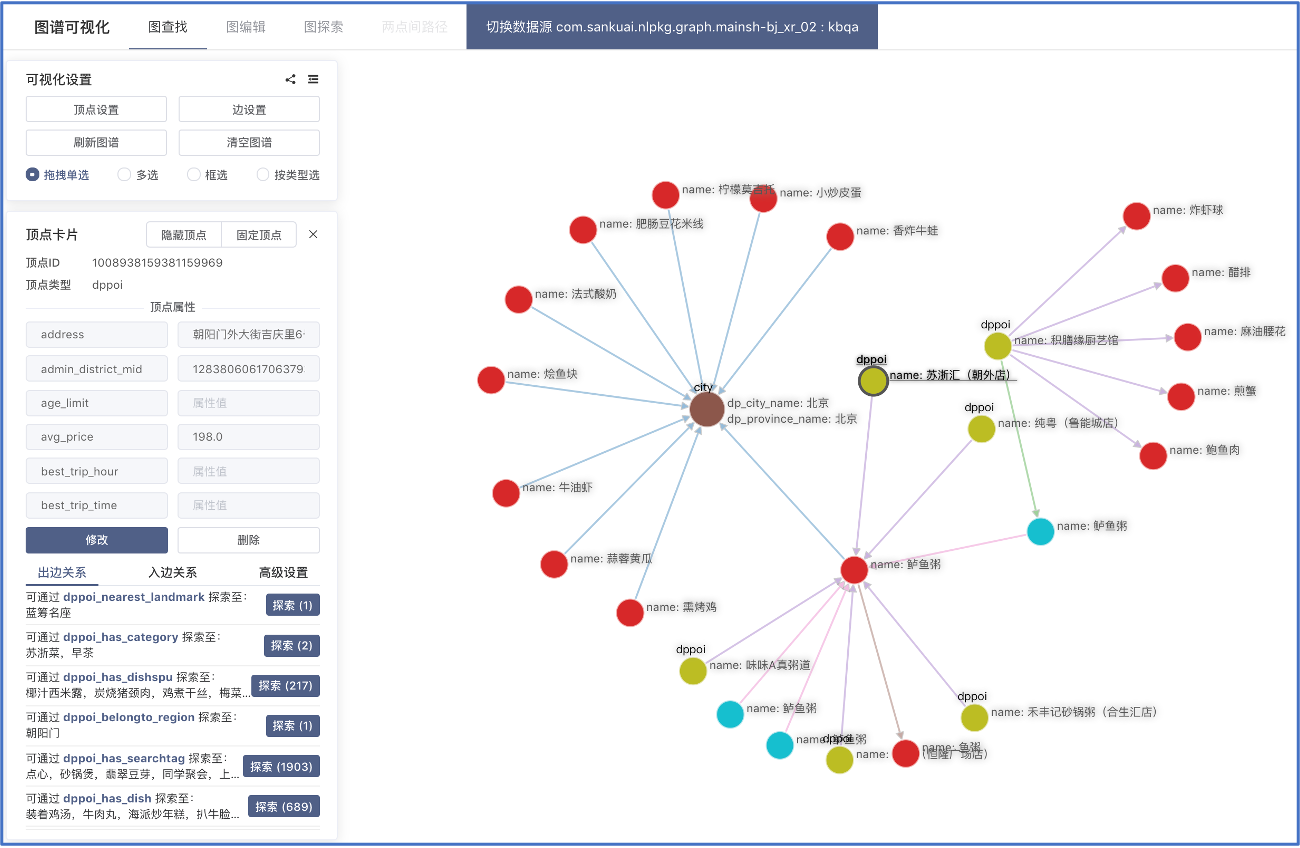 图谱可视化 图查找 图编辑 图探索 两点间路径 切换数据源 com.sankuai.nlpkg.graph.mainsh-bj_xr_02 : kbqa
可视化设置
顶点设置 边设置
刷新图谱 清空图谱
拖拽单选 多选 框选 按类型选
顶点卡片 隐藏顶点 固定顶点
顶点ID 1008938159381159969
顶点类型 dppoi
顶点属性
address 朝阳门外大街吉庆里6·
admin_district_mid 1283806061706379
age_limit 属性值
avg_price 198.0
best_trip_hour 属性值
best_trip_time 属性值
修改 删除
出边关系 入边关系 高级设置
可通过 dppoi_nearest_landmark 探索至:
蓝筹名座
探索 (1)
可通过 dppoi_has_category 探索至:
苏浙菜，早茶
探索 (2)
可通过 dppoi_has_dishspu 探索至:
椰汁西米露，炭烧猪颈肉，鸡煮干丝，梅菜...
探索 (217)
可通过 dppoi_belongto_region 探索至:
朝阳门
探索 (1)
可通过 dppoi_has_searchtag 探索至:
点心，砂锅煲，翡翠豆芽，同学聚会，上...
探索 (1903)
可通过 dppoi_has_dish 探索至:
装着鸡汤，牛肉丸，海派炒年糕，扒牛脸...
探索 (689)
name: 柠檬莫吉托
name: 小炒皮蛋
name: 肥肠豆花米线
name: 香炸牛蛙
name: 法式酸奶
name: 烩鱼块
city
dp_city_name: 北京
dp_province_name: 北京
name: 牛油虾
name: 蒜蓉黄瓜
name: 熏烤鸡
name: 炸虾球
name: 醋排
name: 麻油腰花
dppoi
name: 积膳缘厨艺馆
dppoi
name: 苏浙汇（朝外店）
name: 煎蟹
dppoi
name: 纯粤（鲁能城店）
name: 鲍鱼肉
name: 鲈鱼粥
name: 鲈鱼粥
dppoi
name: 味味A真粥道
name: 鲈鱼粥
dppoi
name: 禾丰记砂锅粥（合生汇店）
name: 鲈鱼粥
dppoi
name: （恒隆广场店）
name: 鱼粥